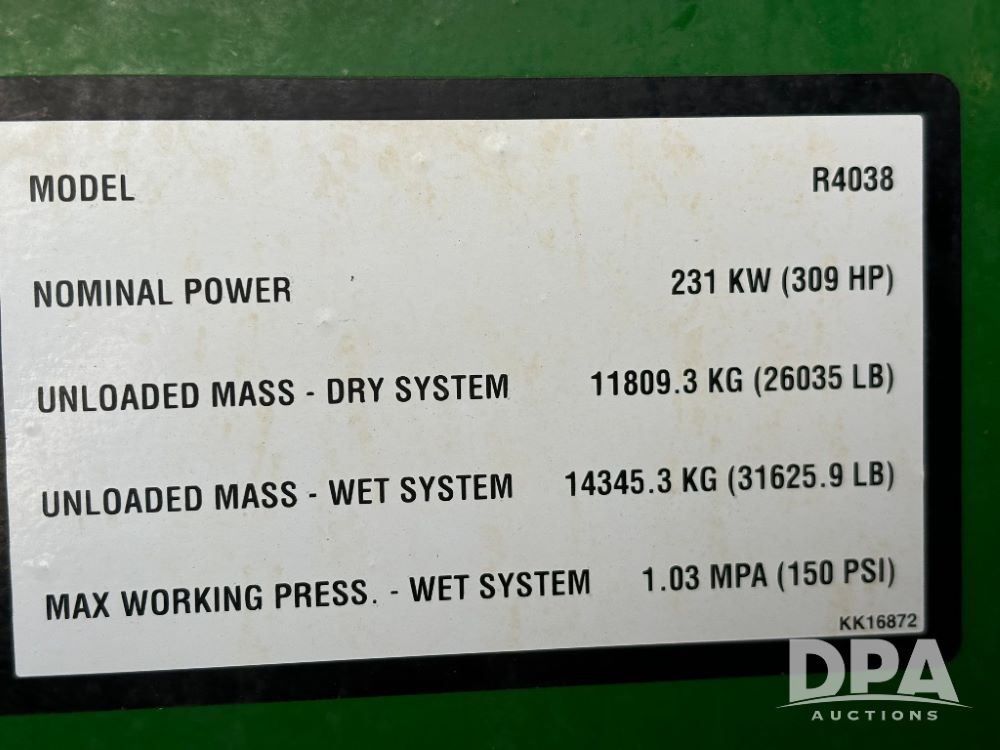 MODEL R4038
NOMINAL POWER 231 KW (309 HP)
UNLOADED MASS - DRY SYSTEM 11809.3 KG (26035 LB)
UNLOADED MASS - WET SYSTEM 14345.3 KG (31625.9 LB)
MAX WORKING PRESS. - WET SYSTEM 1.03 MPA (150 PSI)
KK16872
DPA
AUCTIONS